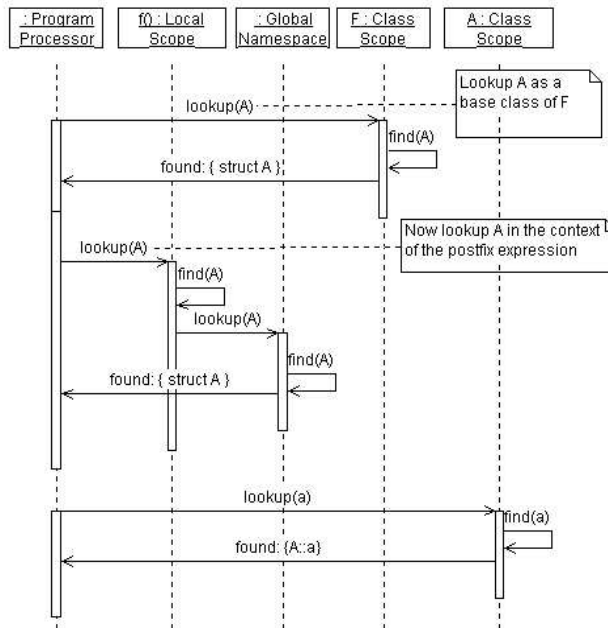 : Program
Processor
f() : Local
Scope
: Global
Namespace
F : Class
Scope
A : Class
Scope
Lookup A as a
base class of F
lookup(A)
find(A)
found: { struct A }
Now lookup A in the context
of the postfix expression
lookup(A)
find(A)
lookup(A)
find(A)
found: { struct A }
lookup(a)
find(a)
found: {A::a}